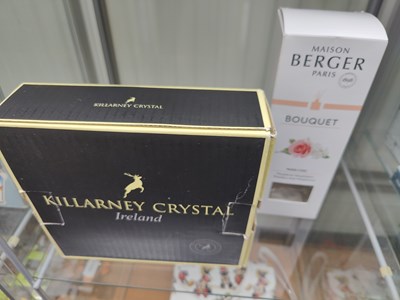 KILLARNEY CRYSTAL
KILLARNEY CRYSTAL
Ireland
MAISON
BERGER
PARIS
BOUQUET